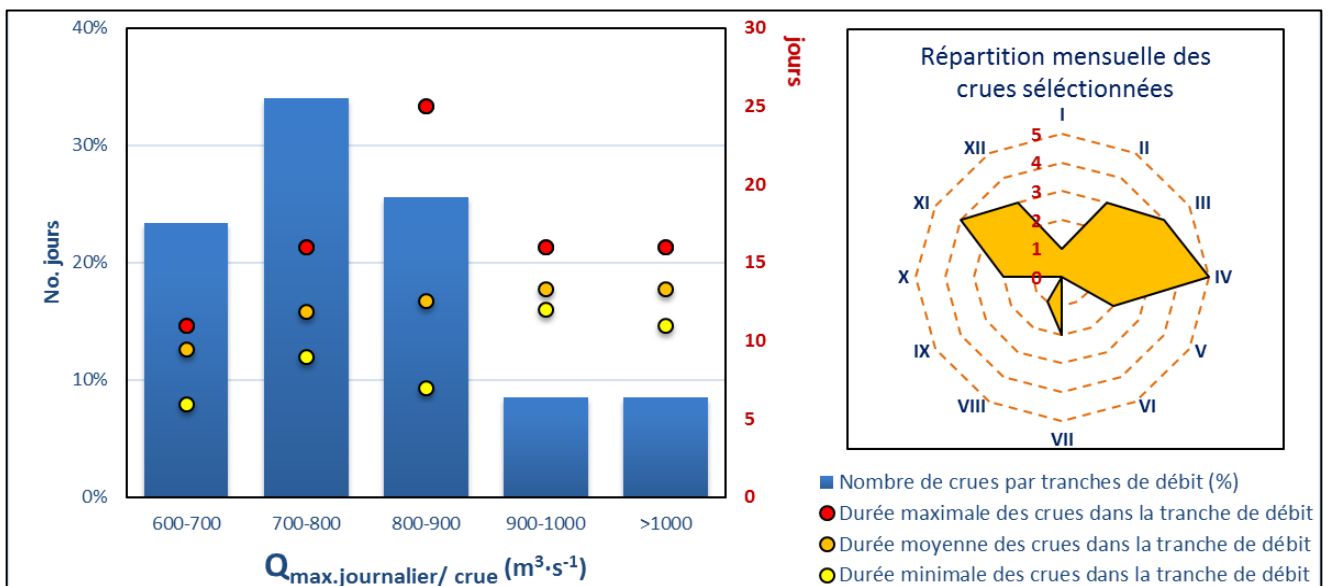 40%
30%
20%
10%
0%
No. jours
30
25
20
15
10
5
0
jours
600-700
700-800
800-900
900-1000
>1000
Qmax.journalier/ crue (m³·s⁻¹)
Répartition mensuelle des
crues séléctionnées
I
II
III
IV
V
VI
VII
VIII
IX
X
XI
XII
5
4
3
2
1
0
Nombre de crues par tranches de débit (%)
Durée maximale des crues dans la tranche de débit
Durée moyenne des crues dans la tranche de débit
Durée minimale des crues dans la tranche de débit